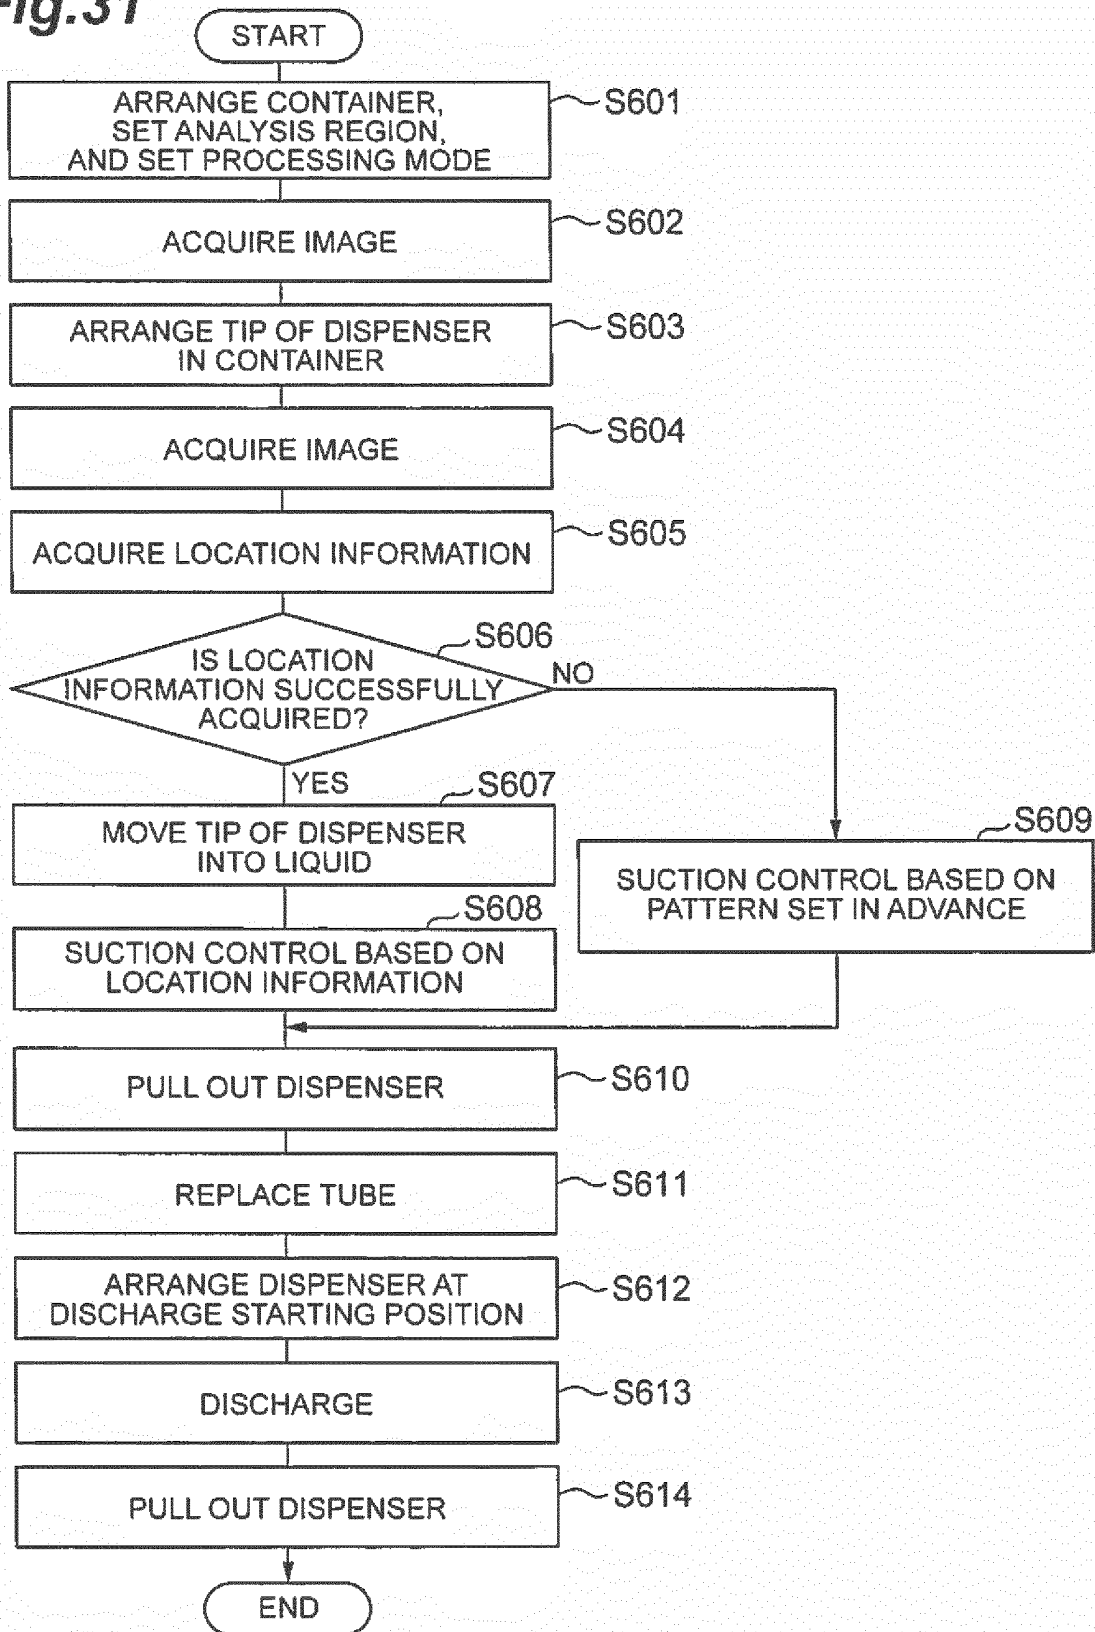 Fig.31
START
ARRANGE CONTAINER,
SET ANALYSIS REGION,
AND SET PROCESSING MODE
S601
ACQUIRE IMAGE
S602
ARRANGE TIP OF DISPENSER
IN CONTAINER
S603
ACQUIRE IMAGE
S604
ACQUIRE LOCATION INFORMATION
S605
IS LOCATION
INFORMATION SUCCESSFULLY
ACQUIRED?
S606
NO
YES
S607
MOVE TIP OF DISPENSER
INTO LIQUID
S609
SUCTION CONTROL BASED ON
PATTERN SET IN ADVANCE
S608
SUCTION CONTROL BASED ON
LOCATION INFORMATION
PULL OUT DISPENSER
S610
REPLACE TUBE
S611
ARRANGE DISPENSER AT
DISCHARGE STARTING POSITION
S612
DISCHARGE
S613
PULL OUT DISPENSER
S614
END